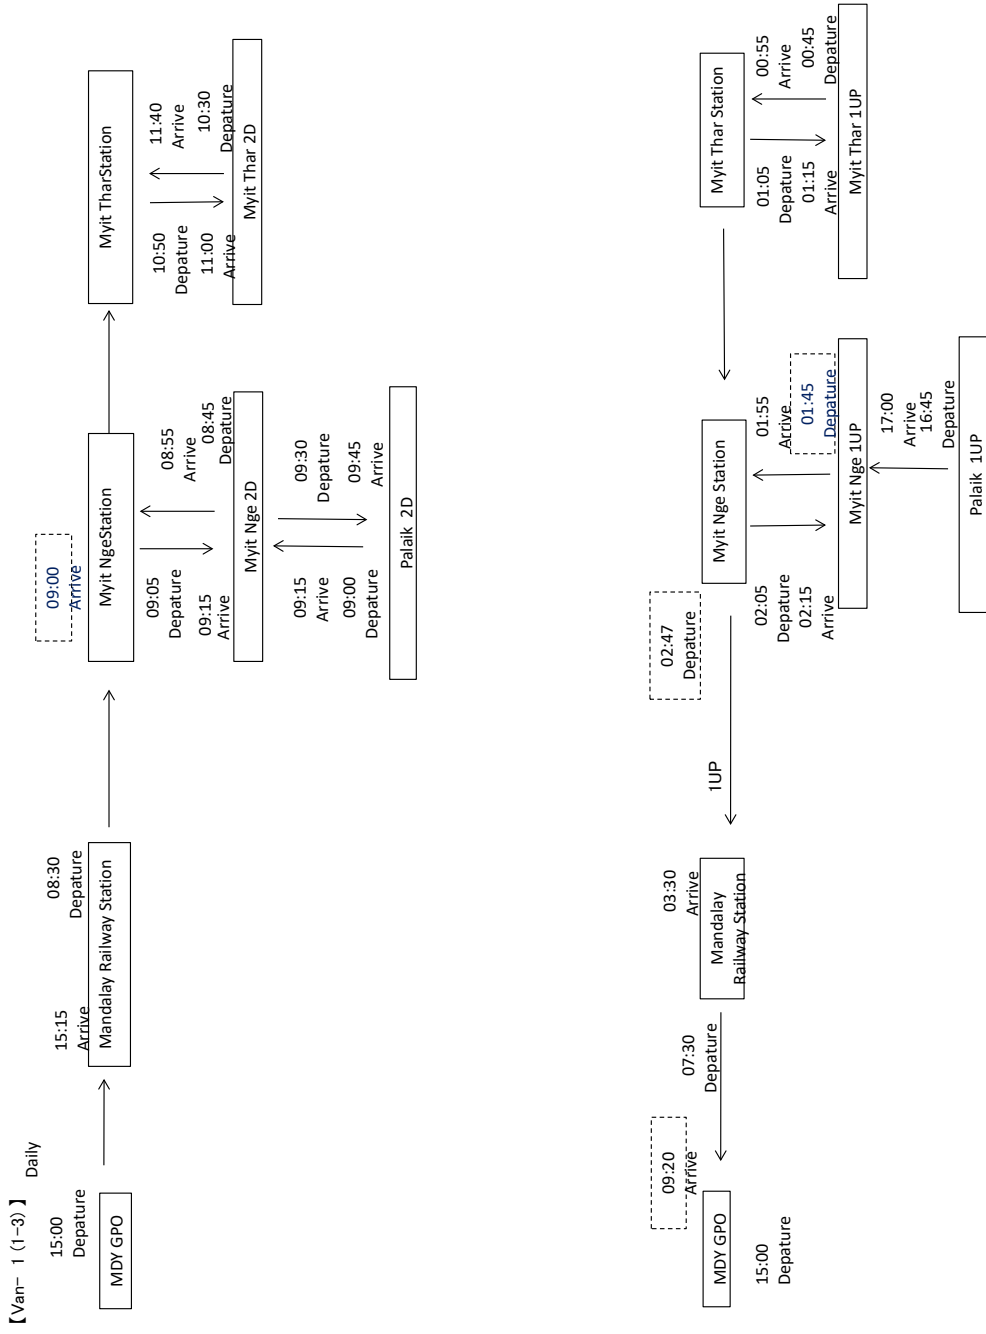 【Van- 1 (1-3) 】
Daily
15:00
Depature
MDY GPO
15:15
Arrive
08:30
Depature
Mandalay Railway Station
09:00
Arrive
Myit NgeStation
09:05
Depature
09:15
Arrive
08:55
Arrive
08:45
Depature
Myit Nge 2D
09:15
Arrive
09:00
Depature
09:30
Depature
09:45
Arrive
Palaik 2D
Myit TharStation
10:50
Depature
11:00
Arrive
11:40
Arrive
10:30
Depature
Myit Thar 2D
09:20
Arrive
MDY GPO
15:00
Depature
07:30
Depature
03:30
Arrive
Mandalay
Railway Station
1UP
02:47
Depature
Myit Nge Station
02:05
Depature
02:15
Arrive
01:55
Arrive
01:45
Depature
Myit Nge 1UP
17:00
Arrive
16:45
Depature
Palaik 1UP
Myit Thar Station
01:05
Depature
01:15
Arrive
00:55
Arrive
00:45
Depature
Myit Thar 1UP